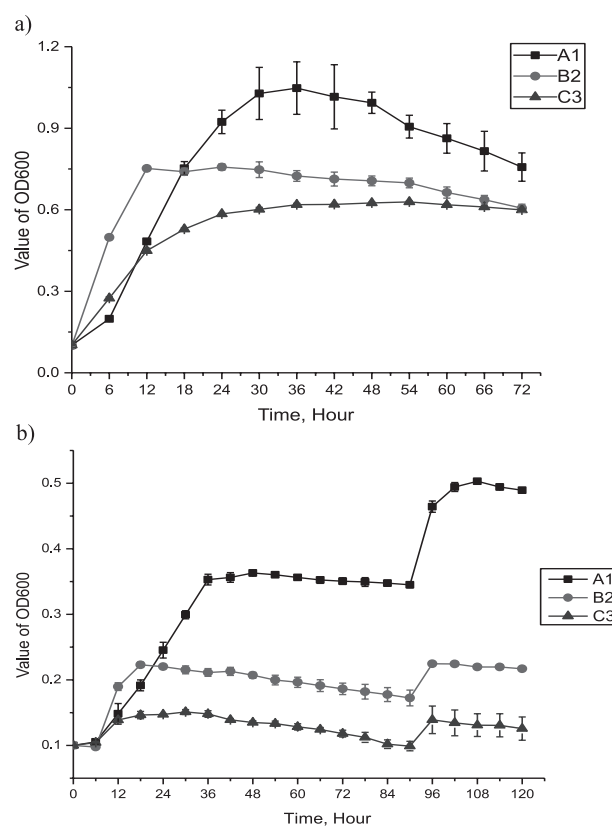 a)
1.2
0.9
0.6
0.3
0.0
Value of OD600
A1
B2
C3
0 6 12 18 24 30 36 42 48 54 60 66 72
Time, Hour
b)
0.5
0.4
0.3
0.2
0.1
Value of OD600
A1
B2
C3
0 12 24 36 48 60 72 84 96 108 120
Time, Hour